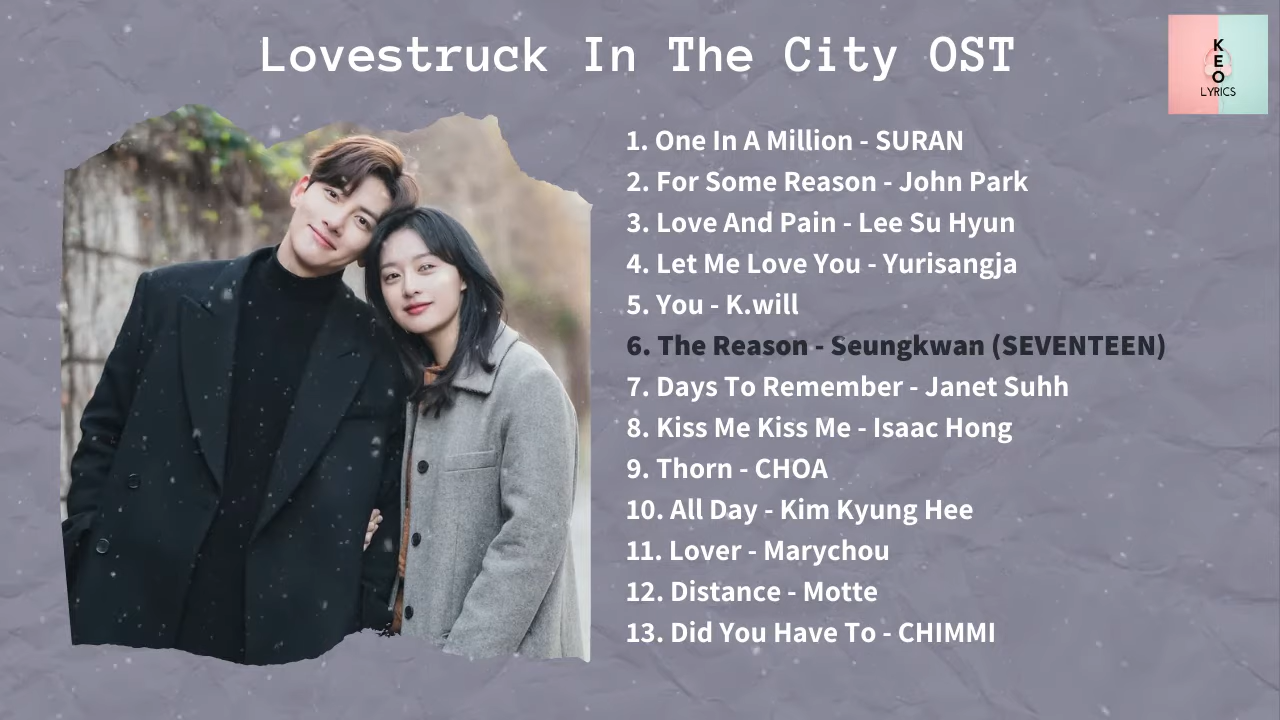 Lovestruck In The City OST
K
E
O
LYRICS
1. One In A Million - SURAN
2. For Some Reason - John Park
3. Love And Pain - Lee Su Hyun
4. Let Me Love You - Yurisangja
5. You - K.will
6. The Reason - Seungkwan (SEVENTEEN)
7. Days To Remember - Janet Suhh
8. Kiss Me Kiss Me - Isaac Hong
9. Thorn - CHOA
10. All Day - Kim Kyung Hee
11. Lover - Marychou
12. Distance - Motte
13. Did You Have To - CHIMMI